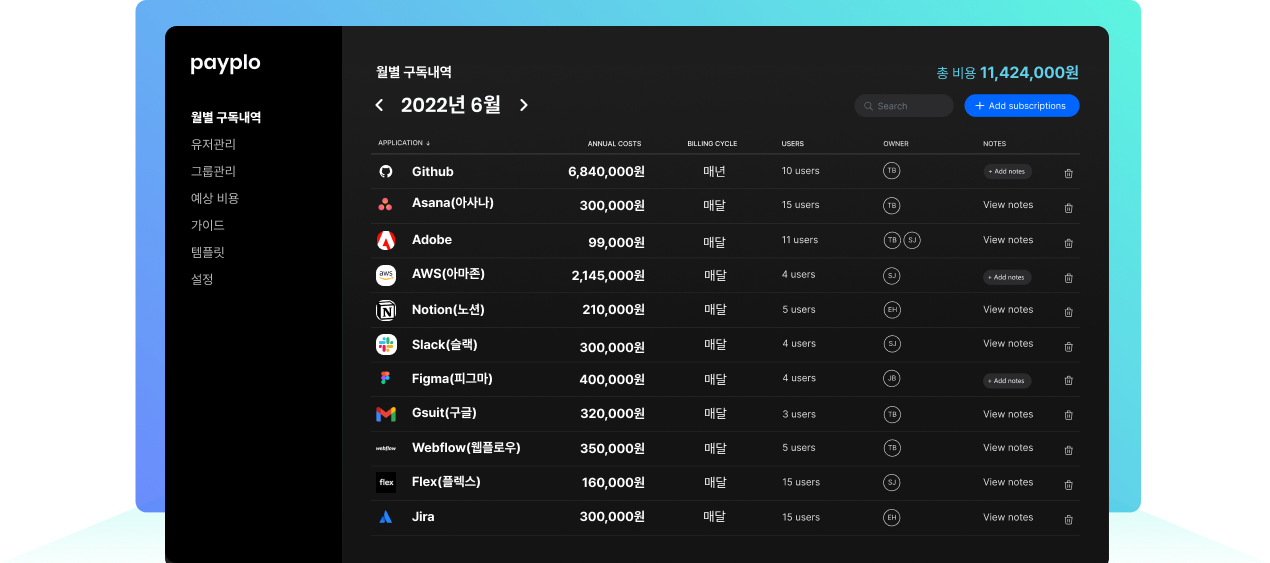 payplo
월별 구독내역
유저관리
그룹관리
예상 비용
가이드
템플릿
설정
월별 구독내역
총 비용 11,424,000원
2022년 6월
Search
+ Add subscriptions
APPLICATION ↓ ANNUAL COSTS BILLING CYCLE USERS OWNER NOTES
Github 6,840,000원 매년 10 users TB + Add notes
Asana(아사나) 300,000원 매달 15 users TB View notes
Adobe 99,000원 매달 11 users TB SJ View notes
aws AWS(아마존) 2,145,000원 매달 4 users SJ + Add notes
Notion(노션) 210,000원 매달 5 users EH View notes
Slack(슬랙) 300,000원 매달 4 users SJ View notes
Figma(피그마) 400,000원 매달 4 users JB + Add notes
Gsuit(구글) 320,000원 매달 3 users TB View notes
webflow Webflow(웹플로우) 350,000원 매달 5 users TB View notes
flex Flex(플렉스) 160,000원 매달 15 users SJ View notes
Jira 300,000원 매달 15 users EH View notes